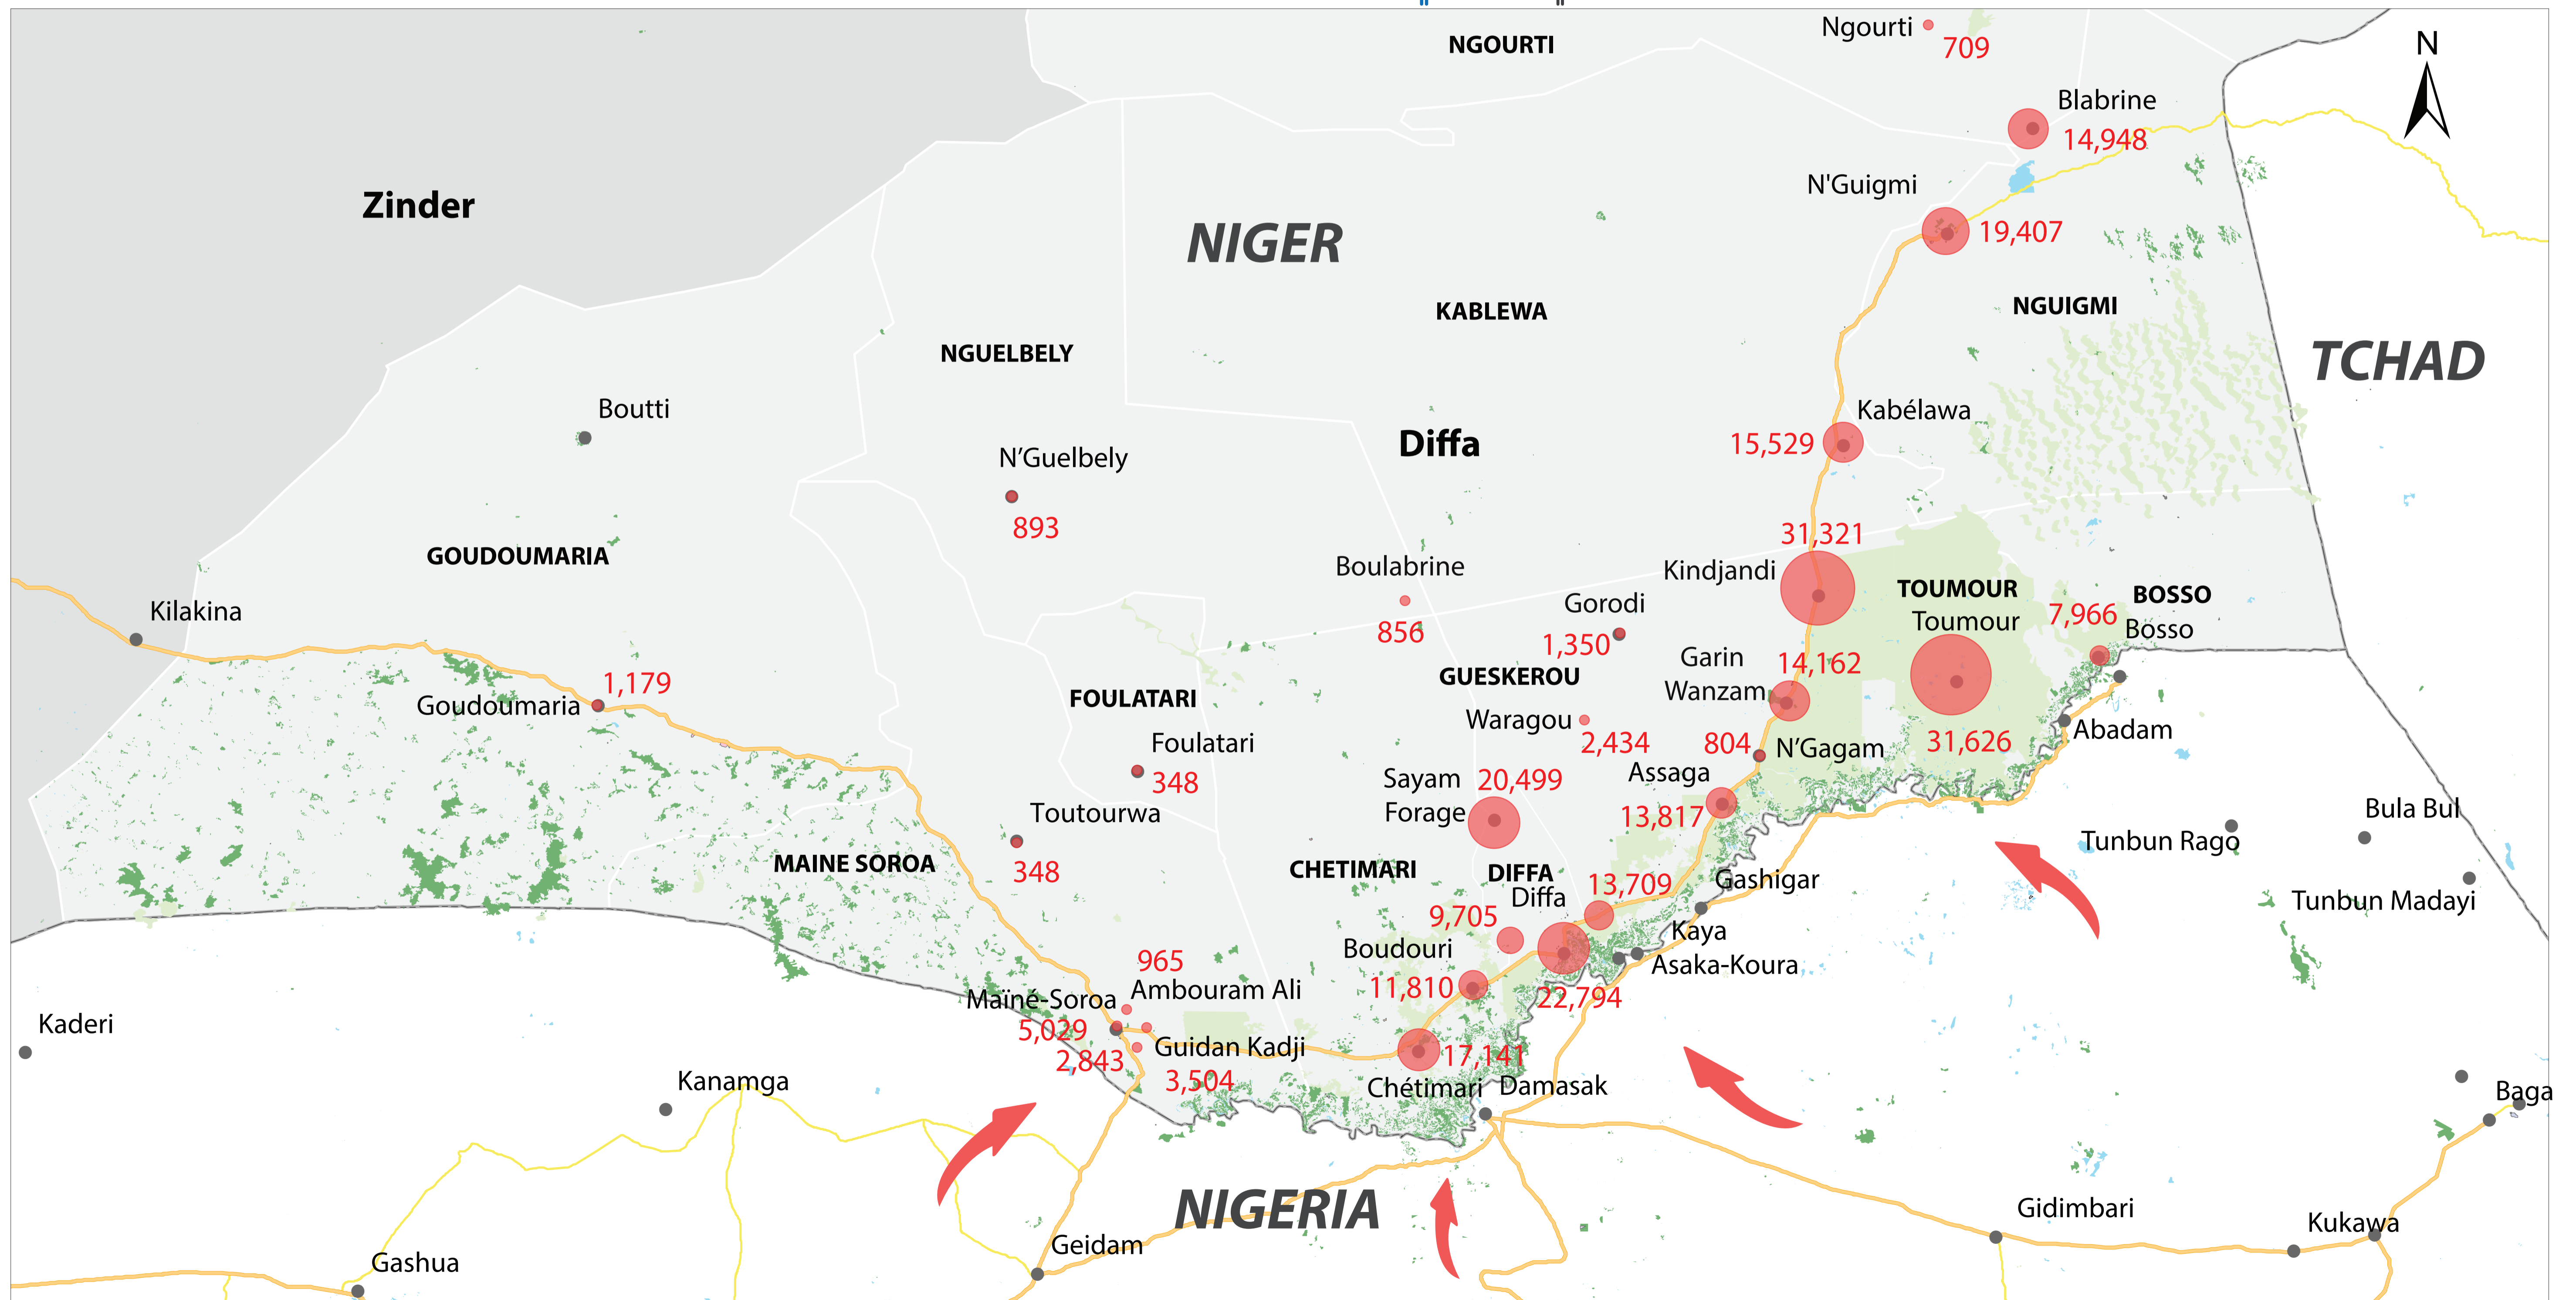 NGOURTI
Ngourti
709
N
Blabrine
14,948
Zinder
N'Guigmi
19,407
NIGER
NGUIGMI
KABLEWA
TCHAD
NGUELBELY
Boutti
Kabélawa
Diffa
15,529
N'Guelbely
893
31,321
GOUDOUMARIA
Boulabrine
Kindjandi
TOUMOUR
BOSSO
Kilakina
Gorodi
7,966
Toumour
Bosso
856
1,350
Garin
Wanzam
14,162
GUESKEROU
1,179
Goudoumaria
FOULATARI
Waragou
2,434
804
N'Gagam
31,626
Abadam
Foulatari
348
Sayam
Forage
20,499
Assaga
13,817
Toutourwa
348
Bula Bul
Tunbun Rago
MAINE SOROA
CHETIMARI
DIFFA
Diffa
13,709
Gashigar
Tunbun Madayi
9,705
Kaya
Boudouri
Asaka-Koura
965
Ambouram Ali
Maïné-Soroa
11,810
22,794
Kaderi
5,029
2,843
Guidan Kadji
3,504
17,141
Chétimari
Damasak
Kanamga
Baga
NIGERIA
Gidimbari
Kukawa
Geidam
Gashua